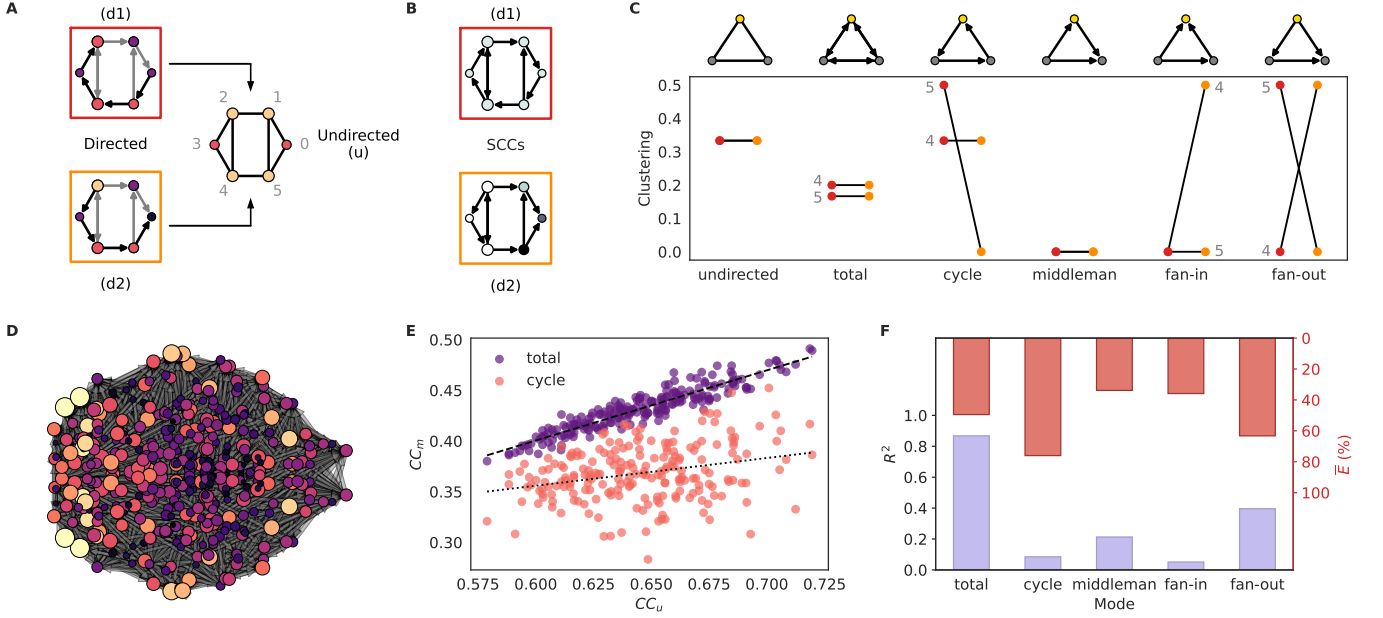 A
(d1)
Directed
(d2)
2
1
3
0
4
5
Undirected
(u)
B
(d1)
SCCs
(d2)
C
Clustering
0.5
0.4
0.3
0.2
0.1
0.0
4
5
5
4
4
5
5
4
undirected
total
cycle
middleman
fan-in
fan-out
D
E
CCm
0.50
0.45
0.40
0.35
0.30
total
cycle
0.575
0.600
0.625
0.650
0.675
0.700
0.725
CCu
F
R²
1.0
0.8
0.6
0.4
0.2
0.0
0
20
40
60
80
100
E̅ (%)
total
cycle
middleman
fan-in
fan-out
Mode